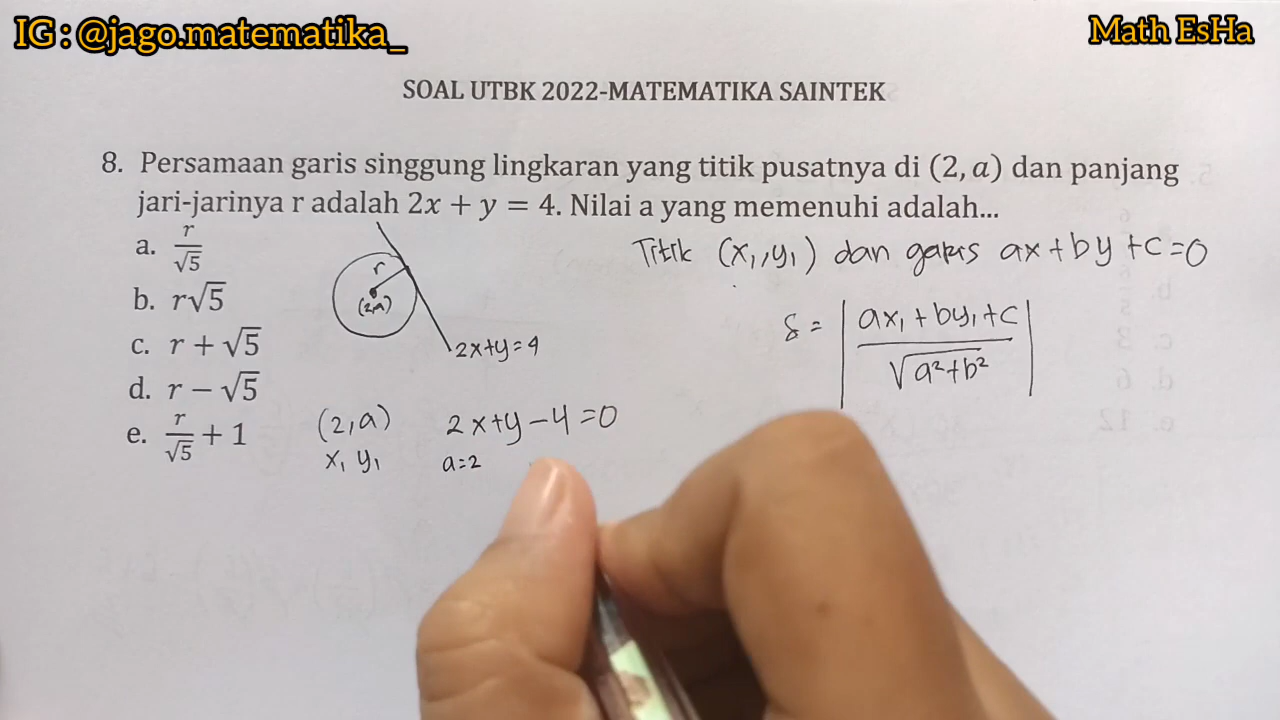 IG : @jago.matematika_
Math EsHa
SOAL UTBK 2022-MATEMATIKA SAINTEK
8. Persamaan garis singgung lingkaran yang titik pusatnya di (2, a) dan panjang
jari-jarinya r adalah 2x + y = 4. Nilai a yang memenuhi adalah...
a. r/√5
b. r√5
c. r + √5
d. r − √5
e. r/√5 + 1
r
(2,a)
2x+y=4
Titik (x₁,y₁) dan garis ax+by+c=0
S = |(ax₁+by₁+c)/√(a²+b²)|
(2,a) 2x+y−4=0
x₁ y₁ a=2